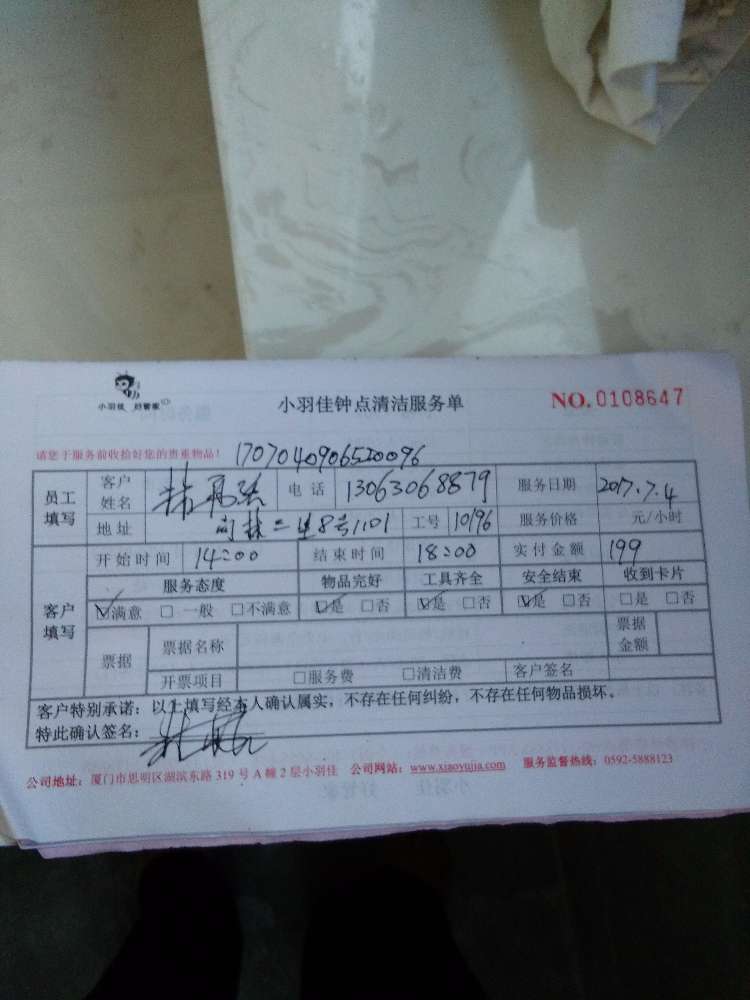 小羽佳 好管家
小羽佳钟点清洁服务单
NO. 0108647
请您于服务前收拾好您的贵重物品! 1707040906520096
员工填写 客户姓名 电话 13063068879 服务日期 2017.7.4
地址 8号1101 工号 10196 服务价格 元/小时
客户填写 开始时间 14:00 结束时间 18:00 实付金额 199
服务态度 物品完好 工具齐全 安全结束 收到卡片
☑满意 □一般 □不满意 ☑是 □否 ☑是 □否 ☑是 □否 □是 □否
票据 票据名称 票据金额
开票项目 □服务费 □清洁费 客户签名
客户特别承诺:以上填写经本人确认属实,不存在任何纠纷,不存在任何物品损坏。
特此确认签名:
公司地址:厦门市思明区湖滨东路 319 号 A 幢 2 层小羽佳 公司网站:www.xiaoyujia.com 服务监督热线:0592-5888123